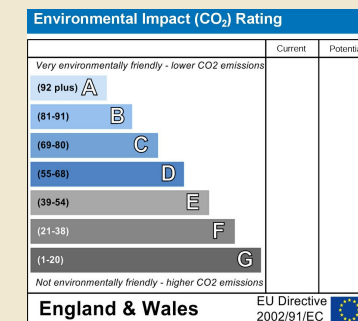 Environmental Impact (CO₂) Rating
Current Potentia
Very environmentally friendly - lower CO2 emissions
(92 plus) A
(81-91) B
(69-80) C
(55-68) D
(39-54) E
(21-38) F
(1-20) G
Not environmentally friendly - higher CO2 emissions
England & Wales
EU Directive
2002/91/EC